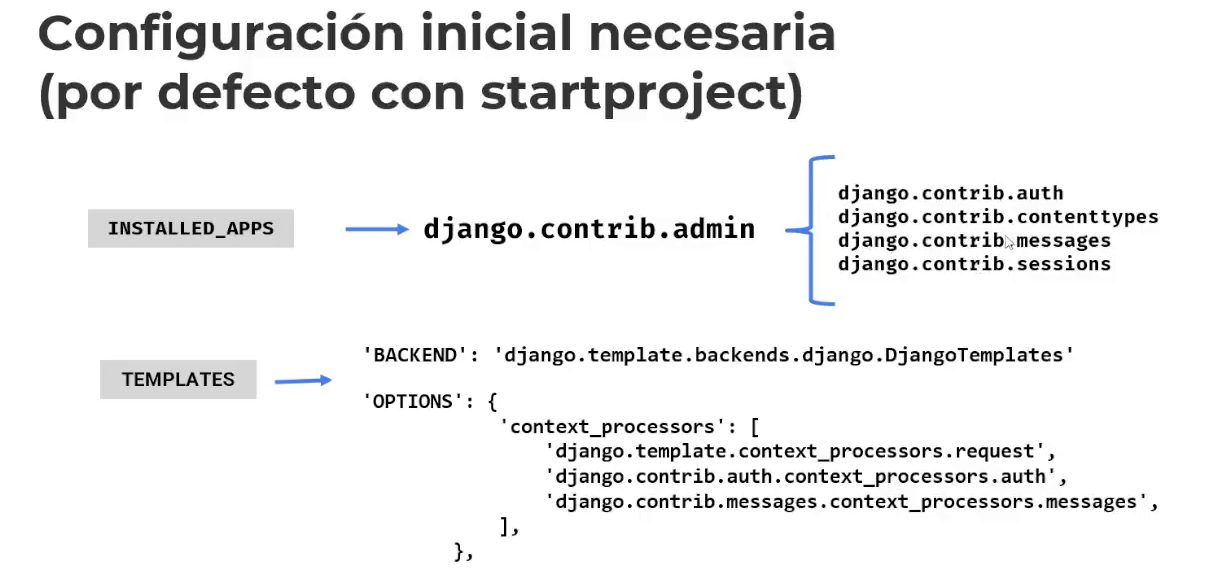 Configuración inicial necesaria
(por defecto con startproject)
INSTALLED_APPS
django.contrib.admin
django.contrib.auth
django.contrib.contenttypes
django.contrib.messages
django.contrib.sessions
TEMPLATES
'BACKEND': 'django.template.backends.django.DjangoTemplates'
'OPTIONS': {
'context_processors': [
'django.template.context_processors.request',
'django.contrib.auth.context_processors.auth',
'django.contrib.messages.context_processors.messages',
],
},